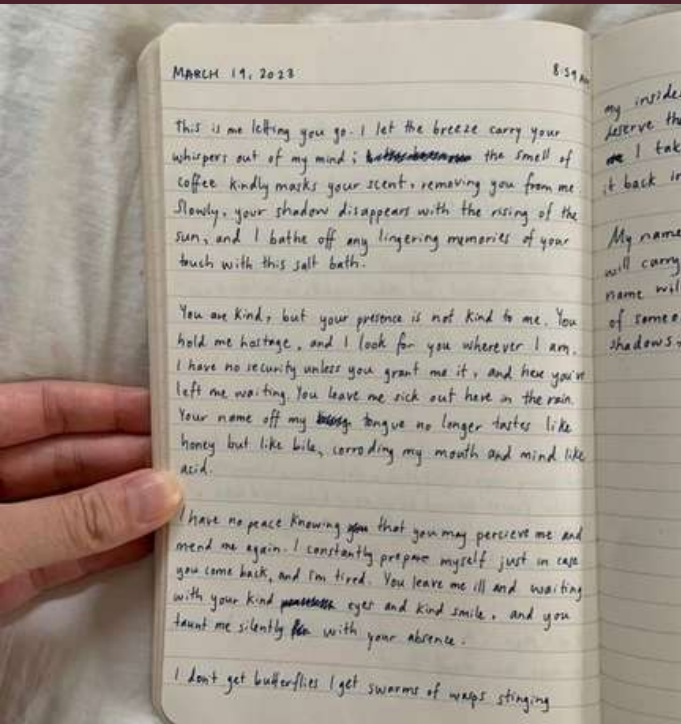 MARCH 19, 2023
8:59 AM
This is me letting you go. I let the breeze carry your
whispers out of my mind; the smell of
coffee kindly masks your scent, removing you from me
slowly, your shadow disappears with the rising of the
sun, and I bathe off any lingering memories of your
touch with this salt bath.
You are kind, but your presence is not kind to me. You
hold me hostage, and I look for you wherever I am.
I have no security unless you grant me it, and here you've
left me waiting. You leave me sick out here in the rain.
Your name off my tongue no longer tastes like
honey but like bile, corroding my mouth and mind like
acid.
I have no peace knowing that you may percieve me and
mend me again. I constantly prepare myself just in case
you come back, and I'm tired. You leave me ill and waiting
with your kind eyes and kind smile, and you
taunt me silently with your absence.
I don't get butterflies I get swarms of wasps stinging
my inside
deserve th
I tak
it back in
My name
will carry
name wil
of someo
shadows,